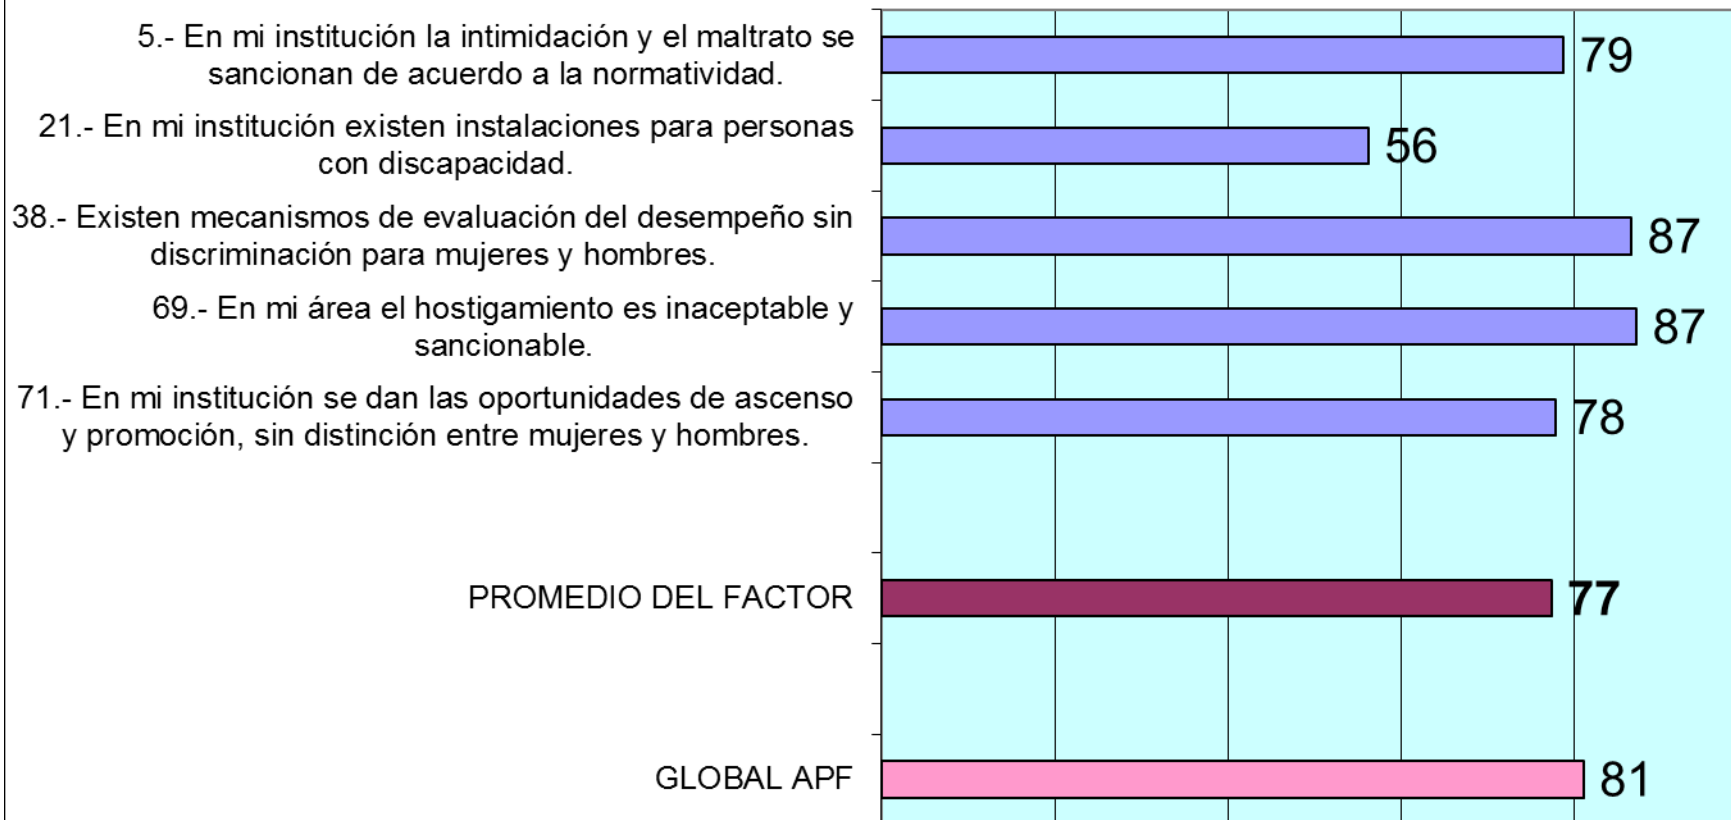 5.- En mi institución la intimidación y el maltrato se
sancionan de acuerdo a la normatividad.
79
21.- En mi institución existen instalaciones para personas
con discapacidad.
56
38.- Existen mecanismos de evaluación del desempeño sin
discriminación para mujeres y hombres.
87
69.- En mi área el hostigamiento es inaceptable y
sancionable.
87
71.- En mi institución se dan las oportunidades de ascenso
y promoción, sin distinción entre mujeres y hombres.
78
PROMEDIO DEL FACTOR
77
GLOBAL APF
81